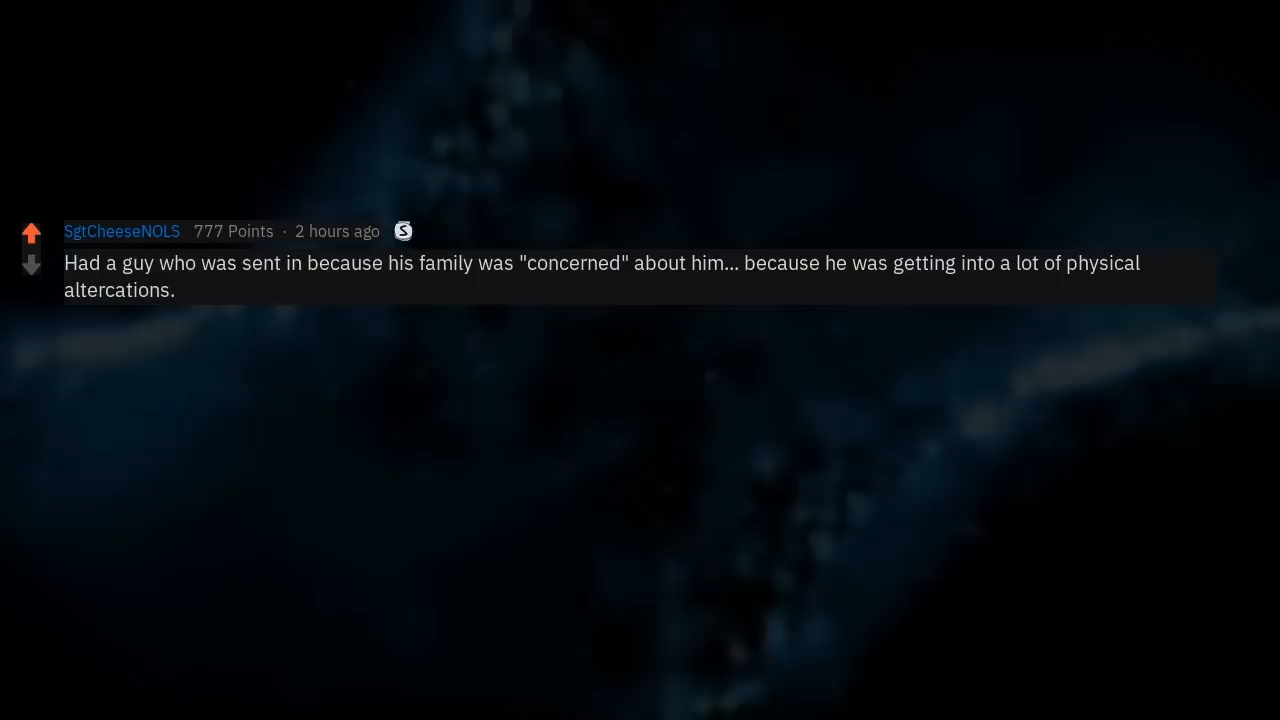 SgtCheeseNOLS 777 Points · 2 hours ago S
Had a guy who was sent in because his family was "concerned" about him... because he was getting into a lot of physical
altercations.